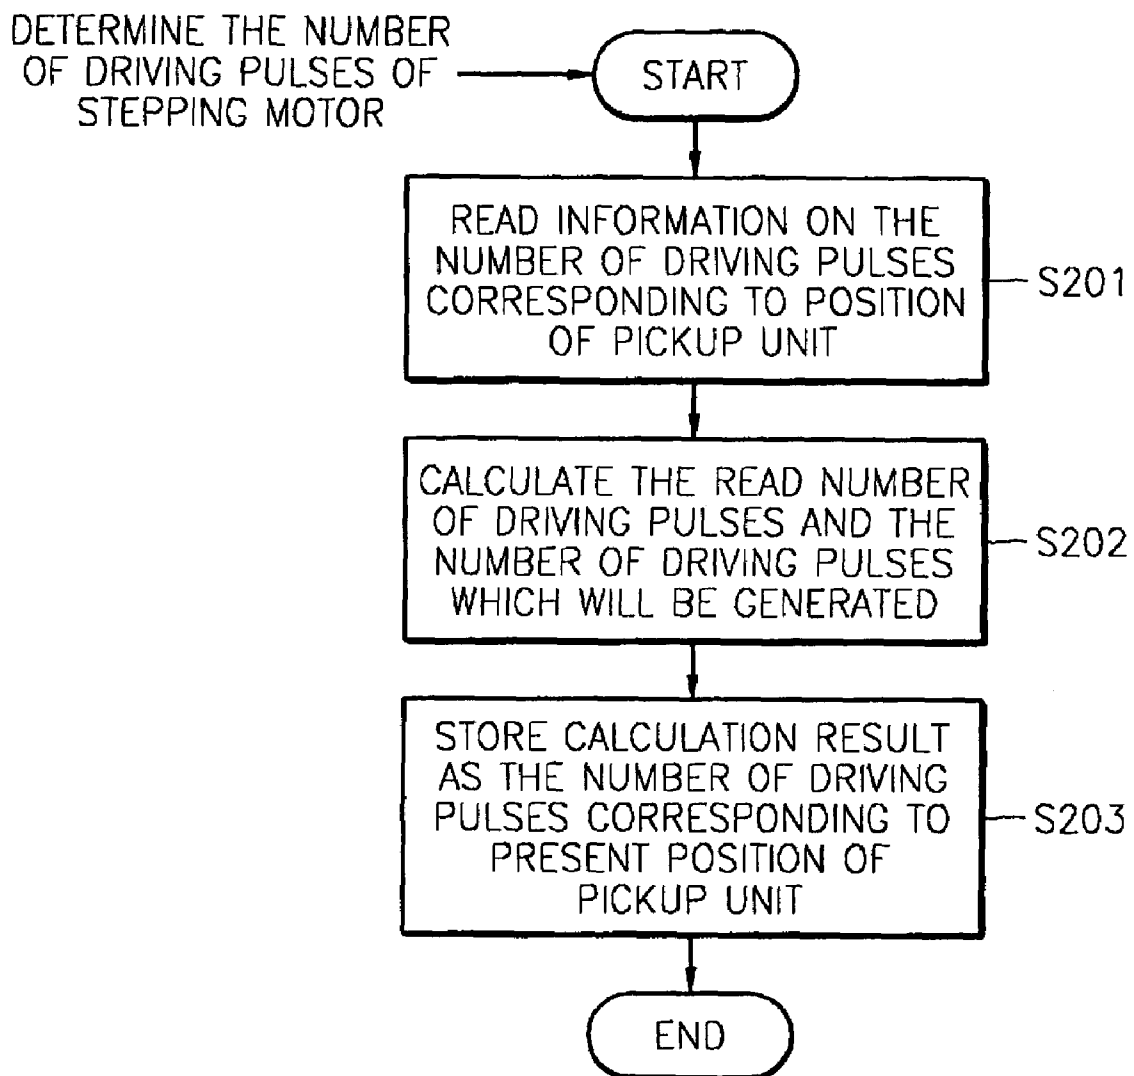 DETERMINE THE NUMBER
OF DRIVING PULSES OF
STEPPING MOTOR
START
READ INFORMATION ON THE
NUMBER OF DRIVING PULSES
CORRESPONDING TO POSITION
OF PICKUP UNIT
S201
CALCULATE THE READ NUMBER
OF DRIVING PULSES AND THE
NUMBER OF DRIVING PULSES
WHICH WILL BE GENERATED
S202
STORE CALCULATION RESULT
AS THE NUMBER OF DRIVING
PULSES CORRESPONDING TO
PRESENT POSITION OF
PICKUP UNIT
S203
END